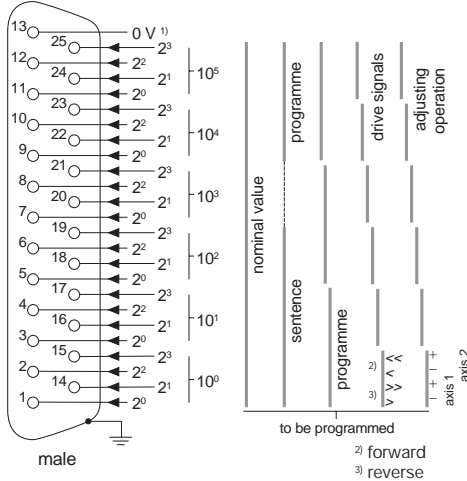 13 0 V ¹⁾
25 2³
12 2²
24 2¹ 10⁵
11 2⁰
23 2³
10 2²
22 2¹ 10⁴
9 2⁰
21 2³
8 2²
20 2¹ 10³
7 2⁰
19 2³
6 2²
18 2¹ 10²
5 2⁰
17 2³
4 2²
16 2¹ 10¹
3 2⁰
15 2³
2 2²
14 2¹ 10⁰
1 2⁰
male
nominal value
programme
sentence
programme
drive signals
adjusting
operation
2) <<
<
>>
3) >
+
–
+
–
axis 1
axis 2
to be programmed
²⁾ forward
³⁾ reverse